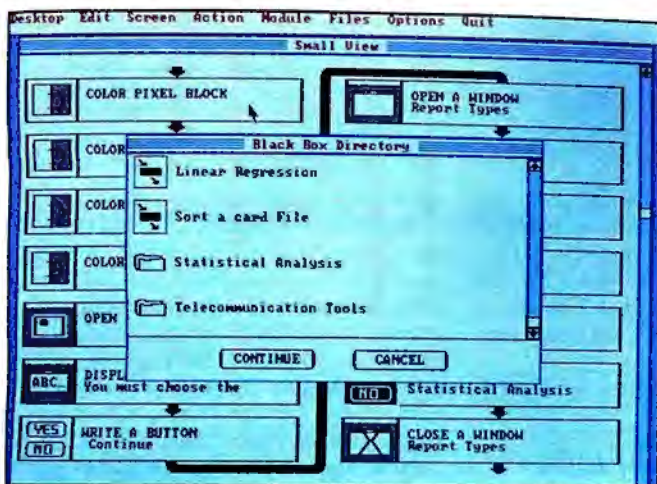 Desktop Edit Screen Action Module Files Options Quit
Small View
COLOR PIXEL BLOCK
COLOR
COLOR
COLOR
OPEN
ABC_
DISPL
You must choose the
YES
NO
WRITE A BUTTON
Continue
OPEN A WINDOW
Report Types
Black Box Directory
Linear Regression
Sort a card File
Statistical Analysis
Telecommunication Tools
CONTINUE
CANCEL
NO
Statistical Analysis
CLOSE A WINDOW
Report Types